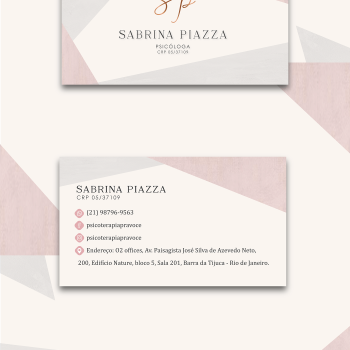 sp
SABRINA PIAZZA
PSICÓLOGA
CRP 05/37109
SABRINA PIAZZA
CRP 05/37109
(21) 98796-9563
psicoterapiapravoce
psicoterapiapravoce
Endereço: O2 offices, Av. Paisagista José Silva de Azevedo Neto,
200, Edifício Nature, bloco 5, Sala 201, Barra da Tijuca - Rio de Janeiro.